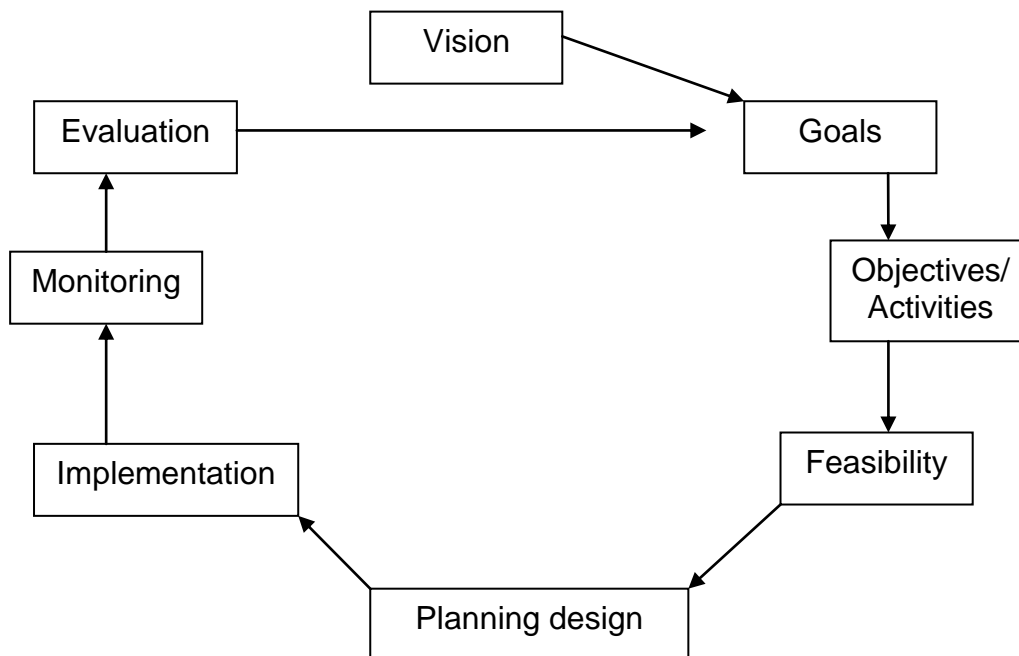 Vision
Evaluation
Goals
Monitoring
Objectives/
Activities
Implementation
Feasibility
Planning design